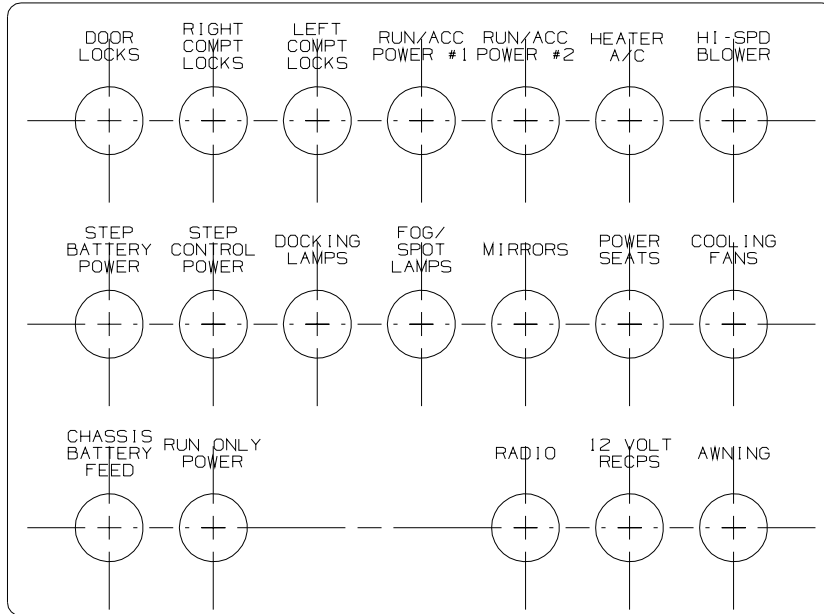 DOOR
LOCKS
RIGHT
COMPT
LOCKS
LEFT
COMPT
LOCKS
RUN/ACC
POWER #1
RUN/ACC
POWER #2
HEATER
A/C
HI-SPD
BLOWER
STEP
BATTERY
POWER
STEP
CONTROL
POWER
DOCKING
LAMPS
FOG/
SPOT
LAMPS
MIRRORS
POWER
SEATS
COOLING
FANS
CHASSIS
BATTERY
FEED
RUN ONLY
POWER
RADIO
12 VOLT
RECPS
AWNING